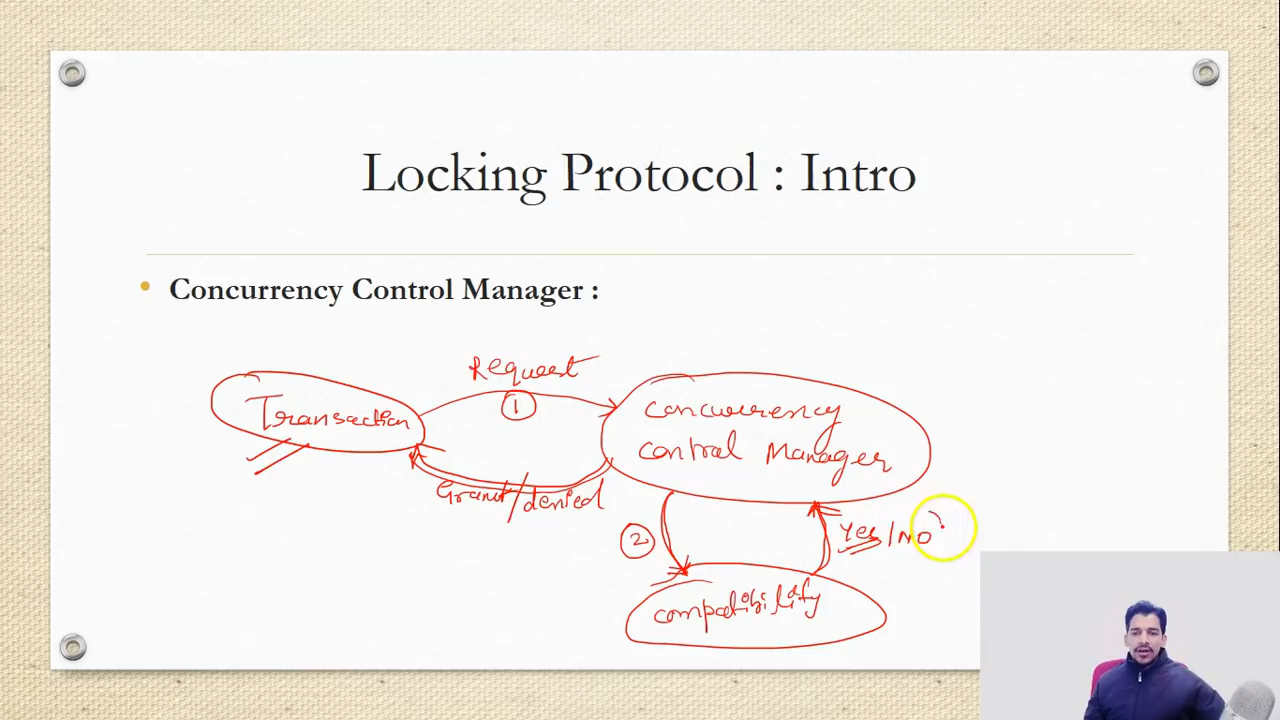 Locking Protocol : Intro
• Concurrency Control Manager :
Request
1
Transaction
concurrency
control Manager
Grant/denied
2
Yes/NO
compatibility